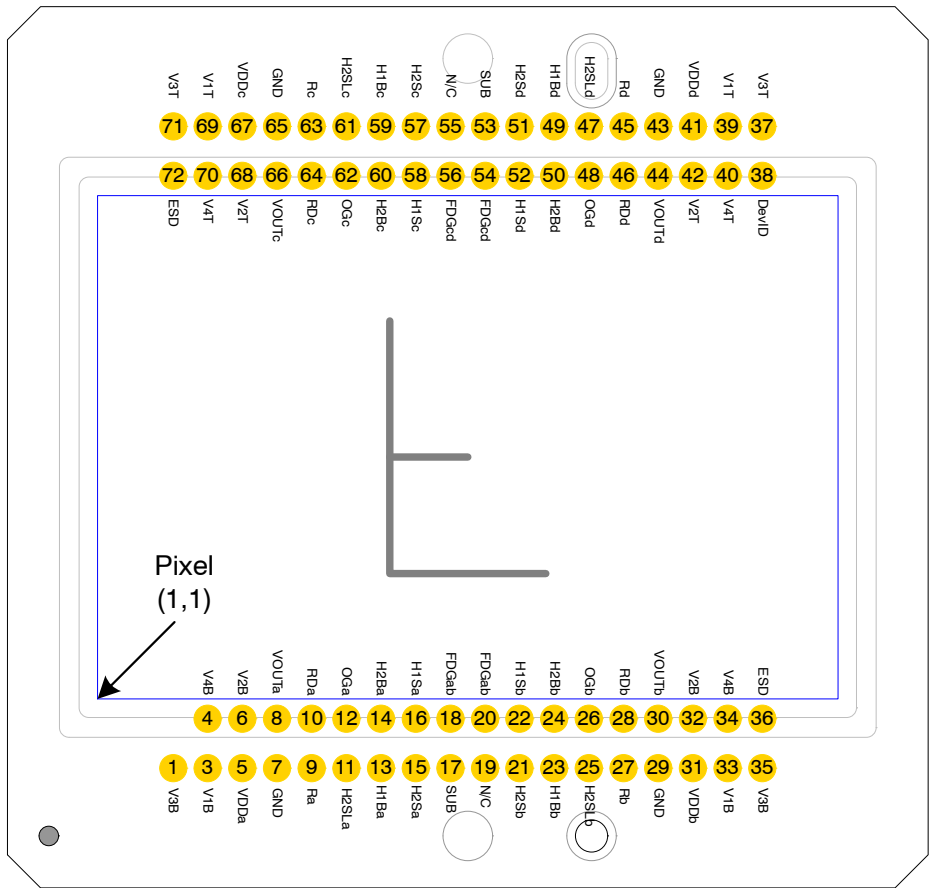 V3T V1T VDDc GND Rc H2SLc H1Bc H2Sc N/C SUB H2Sd H1Bd H2SLd Rd GND VDDd V1T V3T
71 69 67 65 63 61 59 57 55 53 51 49 47 45 43 41 39 37
72 70 68 66 64 62 60 58 56 54 52 50 48 46 44 42 40 38
ESD V4T V2T VOUTc RDc OGc H2Bc H1Sc FDGcd FDGcd H1Sd H2Bd OGd RDd VOUTd V2T V4T DevID
Pixel
(1,1)
V4B V2B VOUTa RDa OGa H2Ba H1Sa FDGab FDGab H1Sb H2Bb OGb RDb VOUTb V2B V4B ESD
4 6 8 10 12 14 16 18 20 22 24 26 28 30 32 34 36
1 3 5 7 9 11 13 15 17 19 21 23 25 27 29 31 33 35
V3B V1B VDDa GND Ra H2SLa H1Ba H2Sa SUB N/C H2Sb H1Bb H2SLb Rb GND VDDb V1B V3B